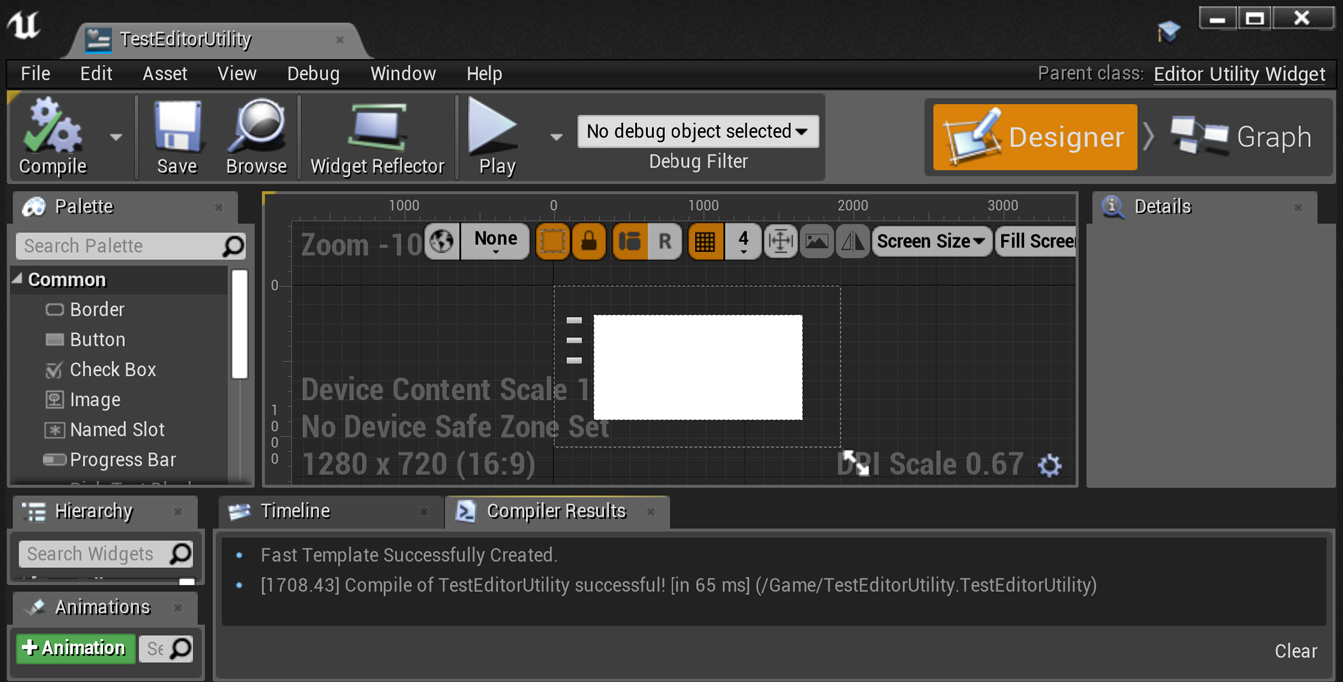 TestEditorUtility
File Edit Asset View Debug Window Help
Parent class: Editor Utility Widget
Compile
Save
Browse
Widget Reflector
Play
No debug object selected
Debug Filter
Designer
Graph
Palette
Search Palette
Common
Border
Button
Check Box
Image
Named Slot
Progress Bar
1000 0 1000 2000 3000
Zoom -10
None
R
4
Screen Size
Fill Screen
0
1000
Device Content Scale 1
No Device Safe Zone Set
1280 x 720 (16:9)
DPI Scale 0.67
Details
Hierarchy
Search Widgets
Animations
+ Animation
Se
Timeline
Compiler Results
Fast Template Successfully Created.
[1708.43] Compile of TestEditorUtility successful! [in 65 ms] (/Game/TestEditorUtility.TestEditorUtility)
Clear